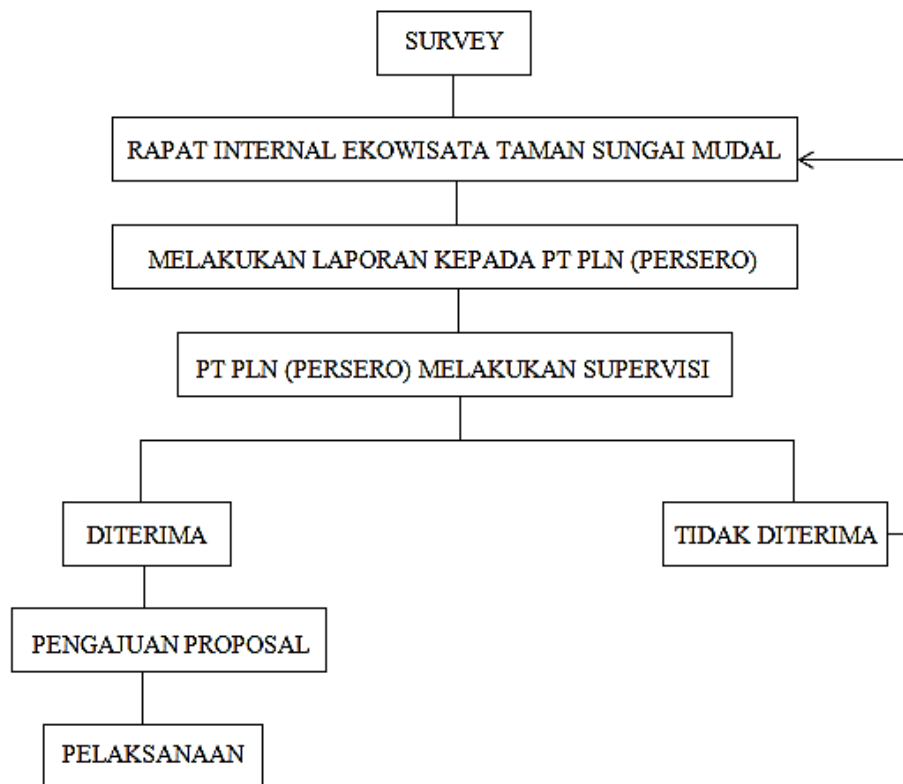 SURVEY
RAPAT INTERNAL EKOWISATA TAMAN SUNGAI MUDAL
MELAKUKAN LAPORAN KEPADA PT PLN (PERSERO)
PT PLN (PERSERO) MELAKUKAN SUPERVISI
DITERIMA
TIDAK DITERIMA
PENGAJUAN PROPOSAL
PELAKSANAAN